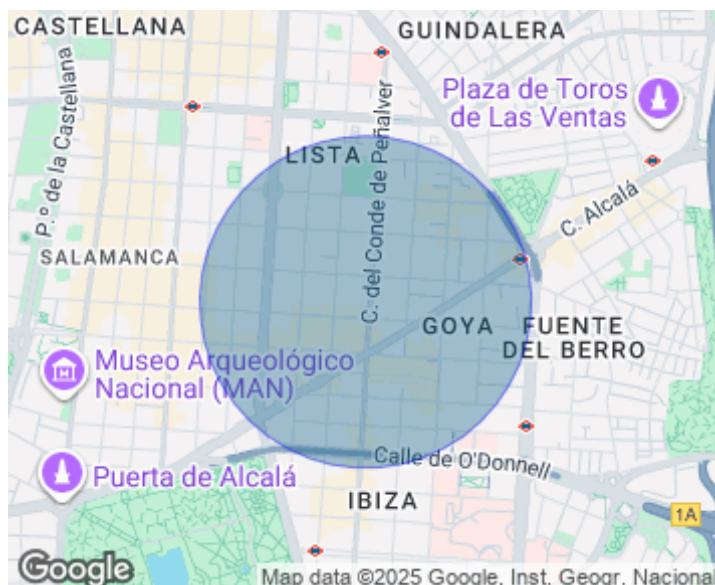 CASTELLANA
GUINDALERA
Plaza de Toros
de Las Ventas
P.º de la Castellana
C. del Conde de Peñalver
LISTA
C. Alcalá
SALAMANCA
GOYA
FUENTE
DEL BERRO
Museo Arqueológico
Nacional (MAN)
Calle de O'Donnell
Puerta de Alcalá
IBIZA
1A
Google
Map data ©2025 Google, Inst. Geogr. Nacional